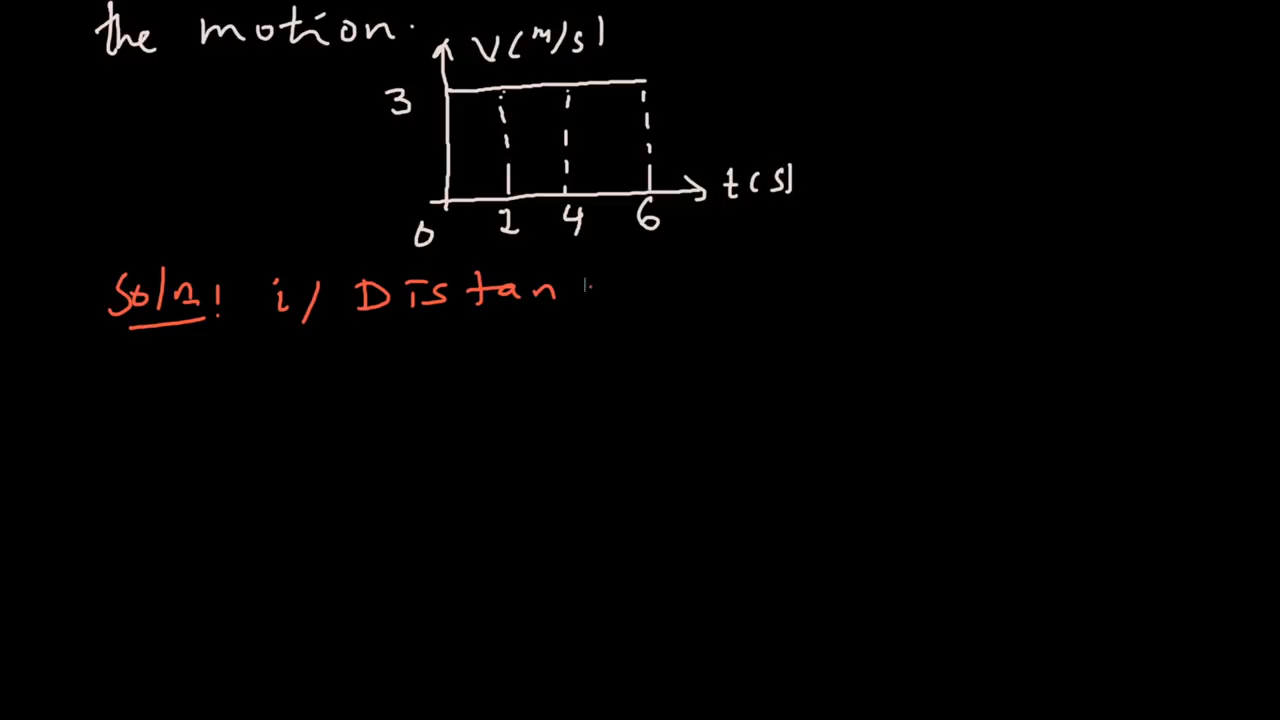 the motion.
V(m/s)
3
t(s)
0 2 4 6
Soln! i/ Distan